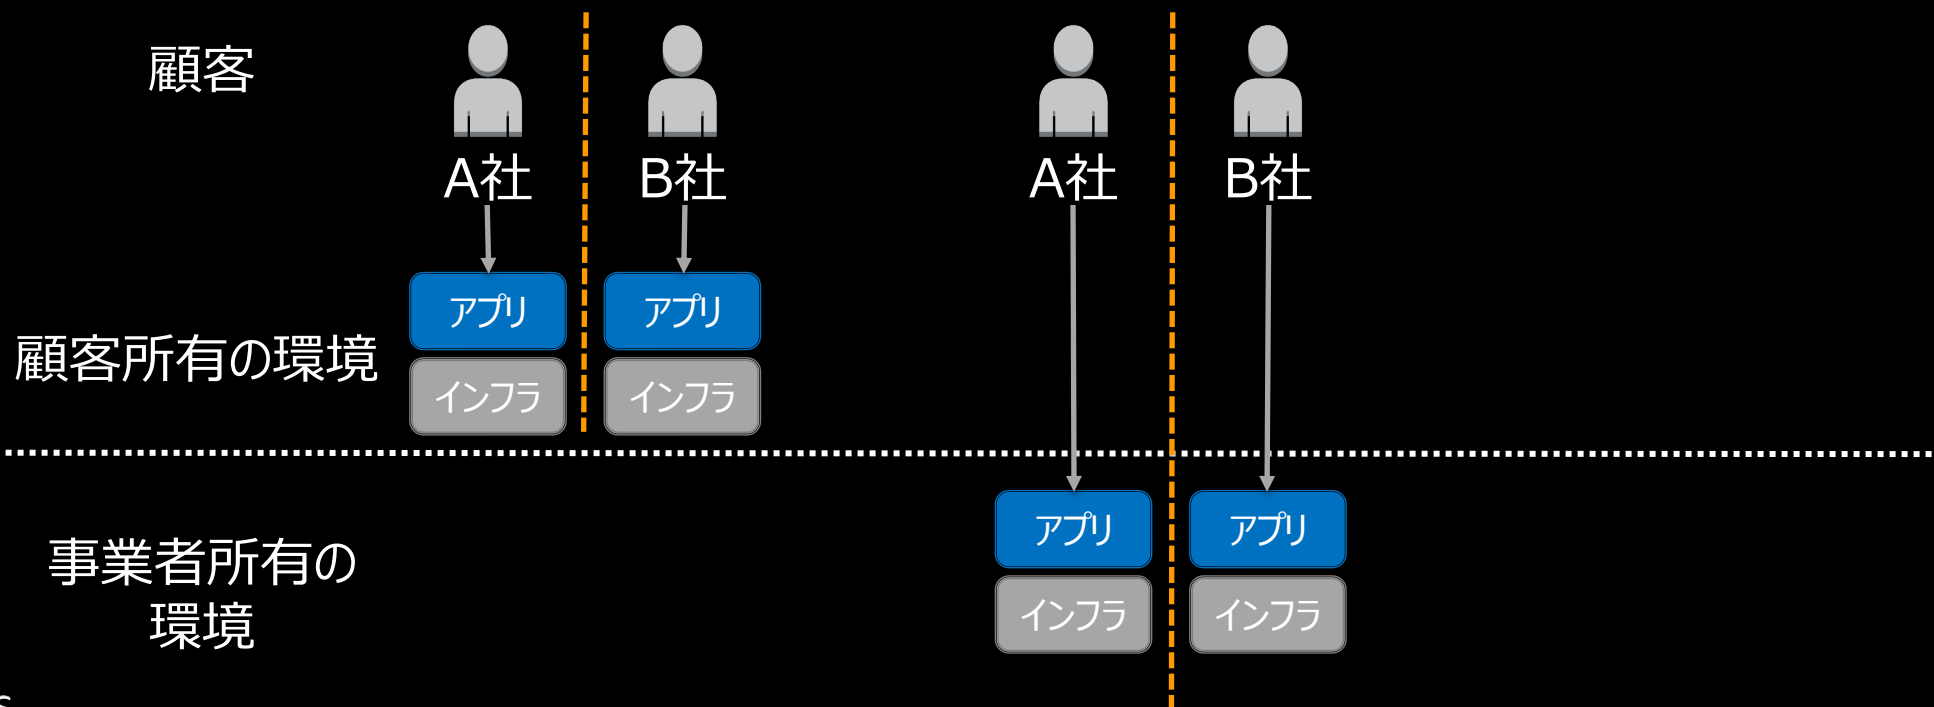 顧客
A社
B社
A社
B社
顧客所有の環境
アプリ
アプリ
インフラ
インフラ
事業者所有の
環境
アプリ
アプリ
インフラ
インフラ